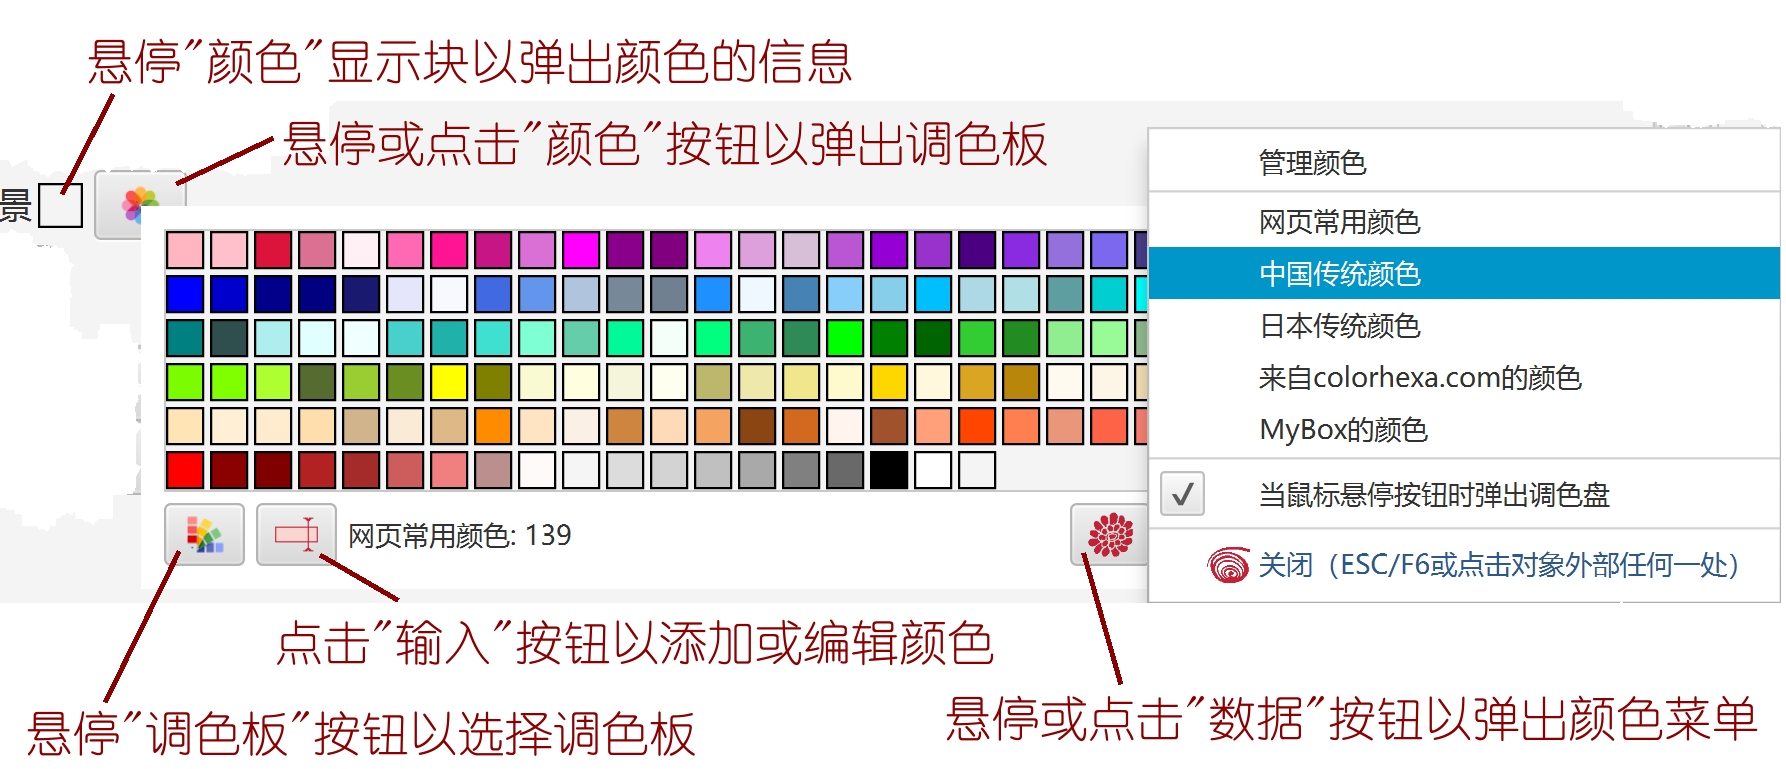 悬停"颜色"显示块以弹出颜色的信息
悬停或点击"颜色"按钮以弹出调色板
景
管理颜色
网页常用颜色
中国传统颜色
日本传统颜色
来自colorhexa.com的颜色
MyBox的颜色
当鼠标悬停按钮时弹出调色盘
关闭（ESC/F6或点击对象外部任何一处）
网页常用颜色: 139
点击"输入"按钮以添加或编辑颜色
悬停"调色板"按钮以选择调色板
悬停或点击"数据"按钮以弹出颜色菜单